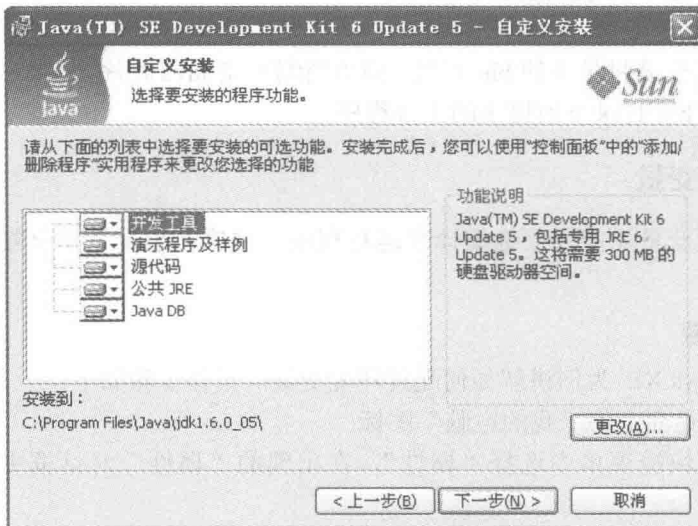 Java(TM) SE Development Kit 6 Update 5 - 自定义安装
Java
自定义安装
选择要安装的程序功能。
Sun
请从下面的列表中选择要安装的可选功能。安装完成后，您可以使用“控制面板”中的“添加/
删除程序”实用程序来更改您选择的功能
开发工具
演示程序及样例
源代码
公共 JRE
Java DB
功能说明
Java(TM) SE Development Kit 6
Update 5，包括专用 JRE 6
Update 5。这将需要 300 MB 的
硬盘驱动器空间。
安装到：
C:\Program Files\Java\jdk1.6.0_05\
更改(A)...
< 上一步(B)
下一步(N) >
取消